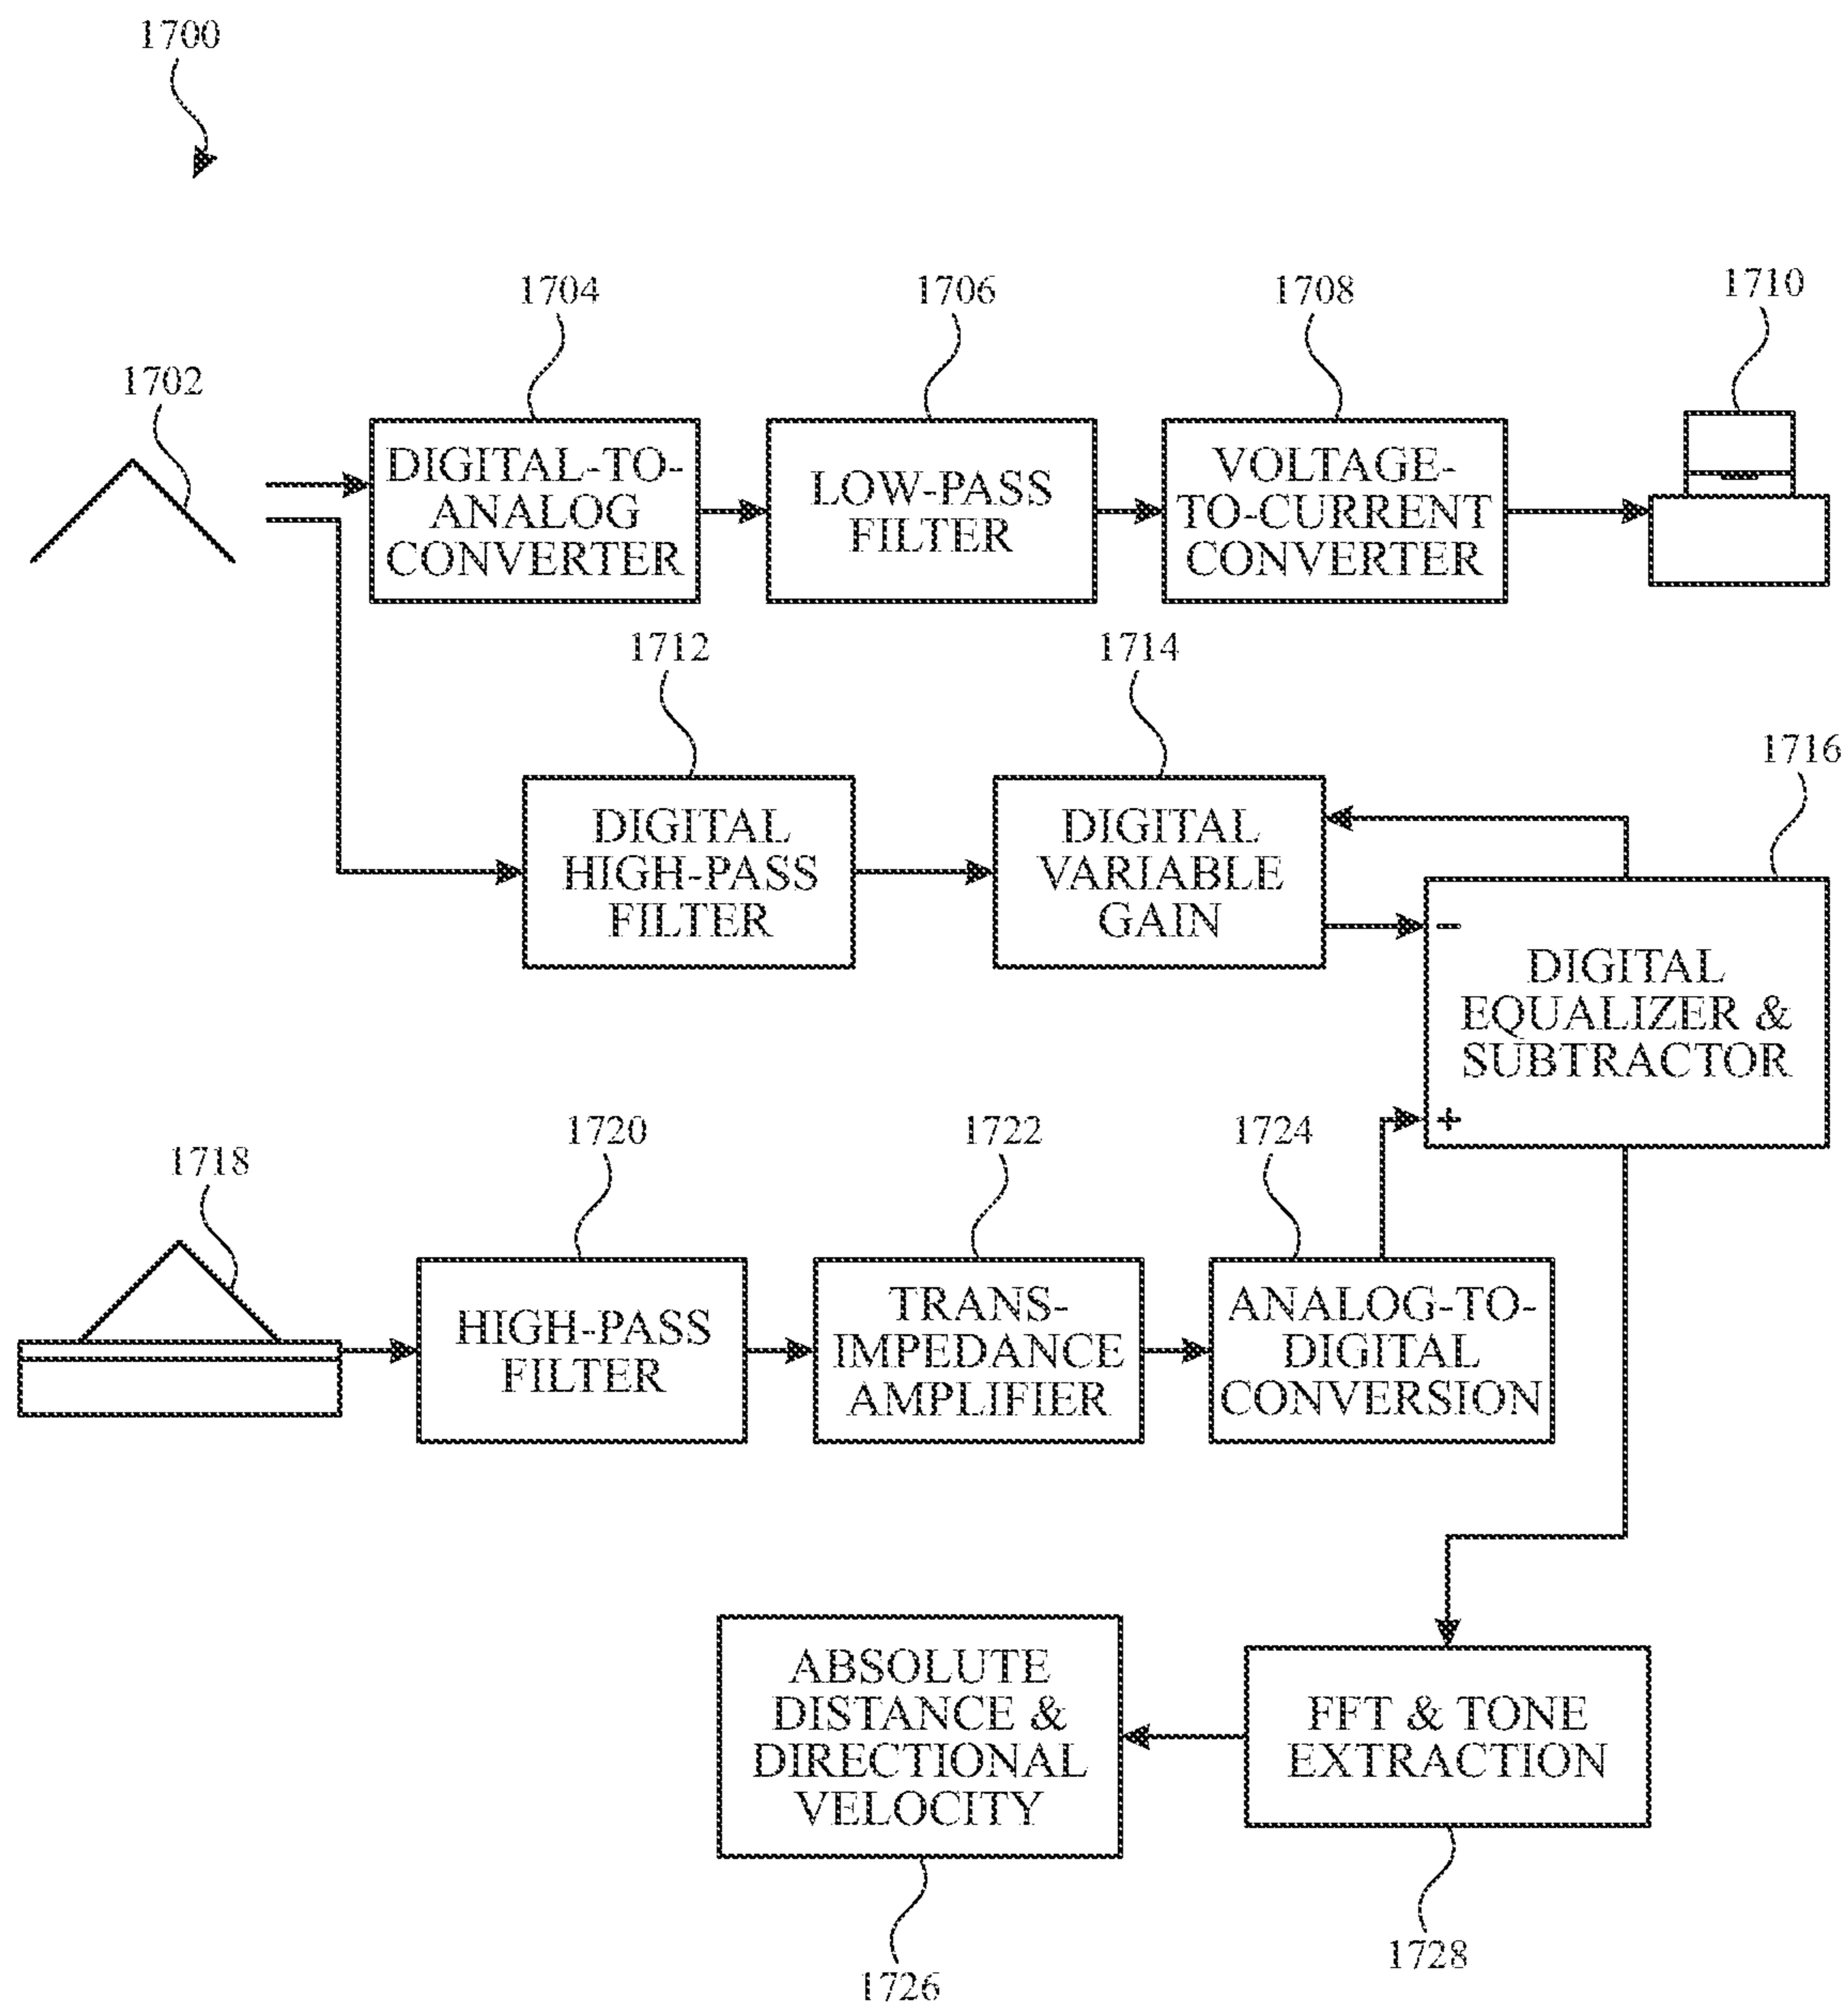 1700
1704
1706
1708
1710
1702
DIGITAL-TO-
ANALOG
CONVERTER
LOW-PASS
FILTER
VOLTAGE-
TO-CURRENT
CONVERTER
1712
1714
1716
DIGITAL
HIGH-PASS
FILTER
DIGITAL
VARIABLE
GAIN
−
DIGITAL
EQUALIZER &
SUBTRACTOR
+
1718
1720
1722
1724
HIGH-PASS
FILTER
TRANS-
IMPEDANCE
AMPLIFIER
ANALOG-TO-
DIGITAL
CONVERSION
ABSOLUTE
DISTANCE &
DIRECTIONAL
VELOCITY
FFT & TONE
EXTRACTION
1726
1728